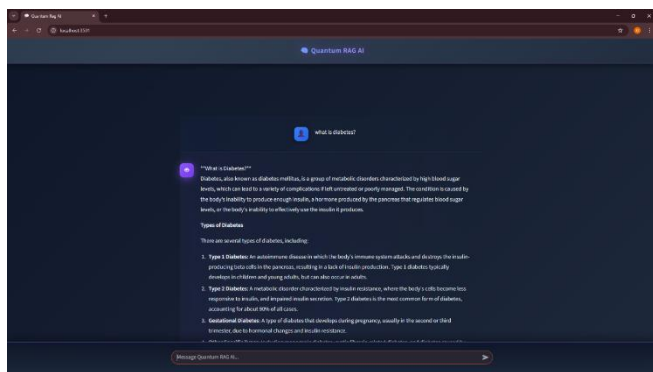 Quantum Rag AI
localhost:
Quantum RAG AI
what is diabetes?
**What is Diabetes?**
Diabetes, also known as diabetes mellitus, is a group of metabolic disorders characterized by high blood sugar
levels, which can lead to a variety of complications if left untreated or poorly managed. The condition is caused by
the body's inability to produce enough insulin, a hormone produced by the pancreas that regulates blood sugar
levels, or the body's inability to effectively use the insulin it produces.
Types of Diabetes
There are several types of diabetes, including:
1. Type 1 Diabetes: An autoimmune disease in which the body's immune system attacks and destroys the insulin-
producing beta cells in the pancreas, resulting in a lack of insulin production. Type 1 diabetes typically
develops in children and young adults, but can also occur in adults.
2. Type 2 Diabetes: A metabolic disorder characterized by insulin resistance, where the body's cells become less
responsive to insulin, and impaired insulin secretion. Type 2 diabetes is the most common form of diabetes,
accounting for about 90% of all cases.
3. Gestational Diabetes: A type of diabetes that develops during pregnancy, usually in the second or third
trimester, due to hormonal changes and insulin resistance.
Message Quantum RAG AI...